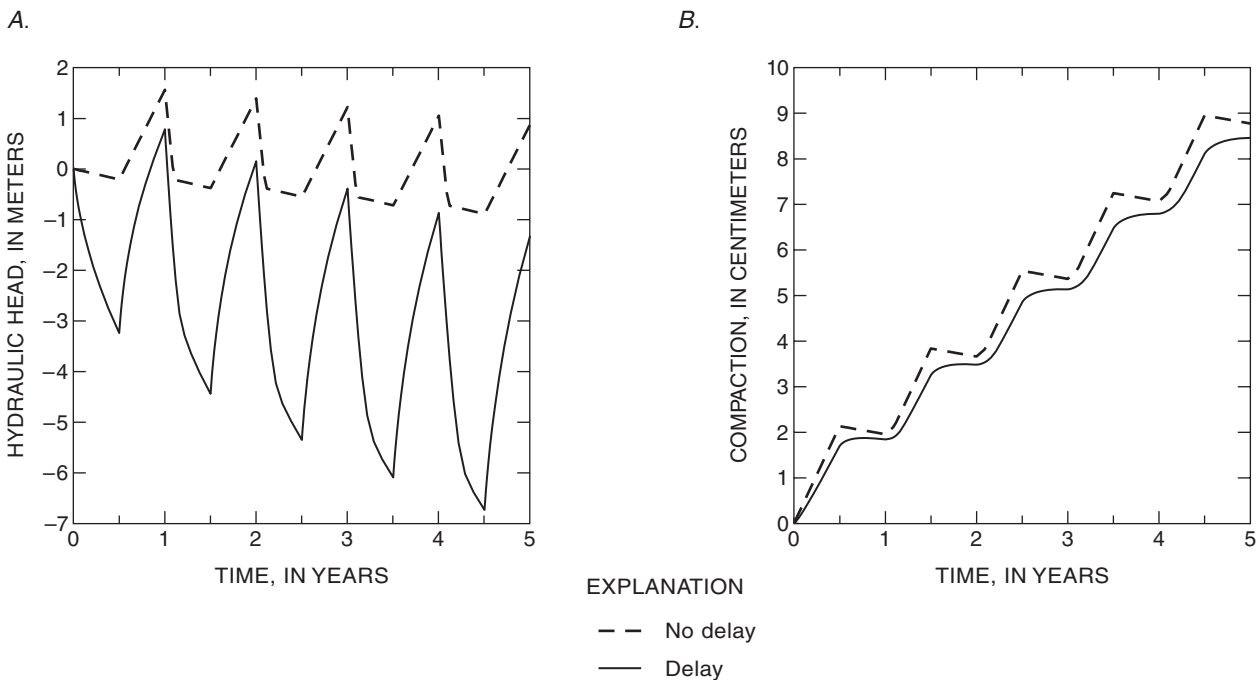 A.
B.
2
1
0
–1
–2
–3
–4
–5
–6
–7
HYDRAULIC HEAD, IN METERS
0 1 2 3 4 5
TIME, IN YEARS
10
9
8
7
6
5
4
3
2
1
0
COMPACTION, IN CENTIMETERS
0 1 2 3 4 5
TIME, IN YEARS
EXPLANATION
No delay
Delay